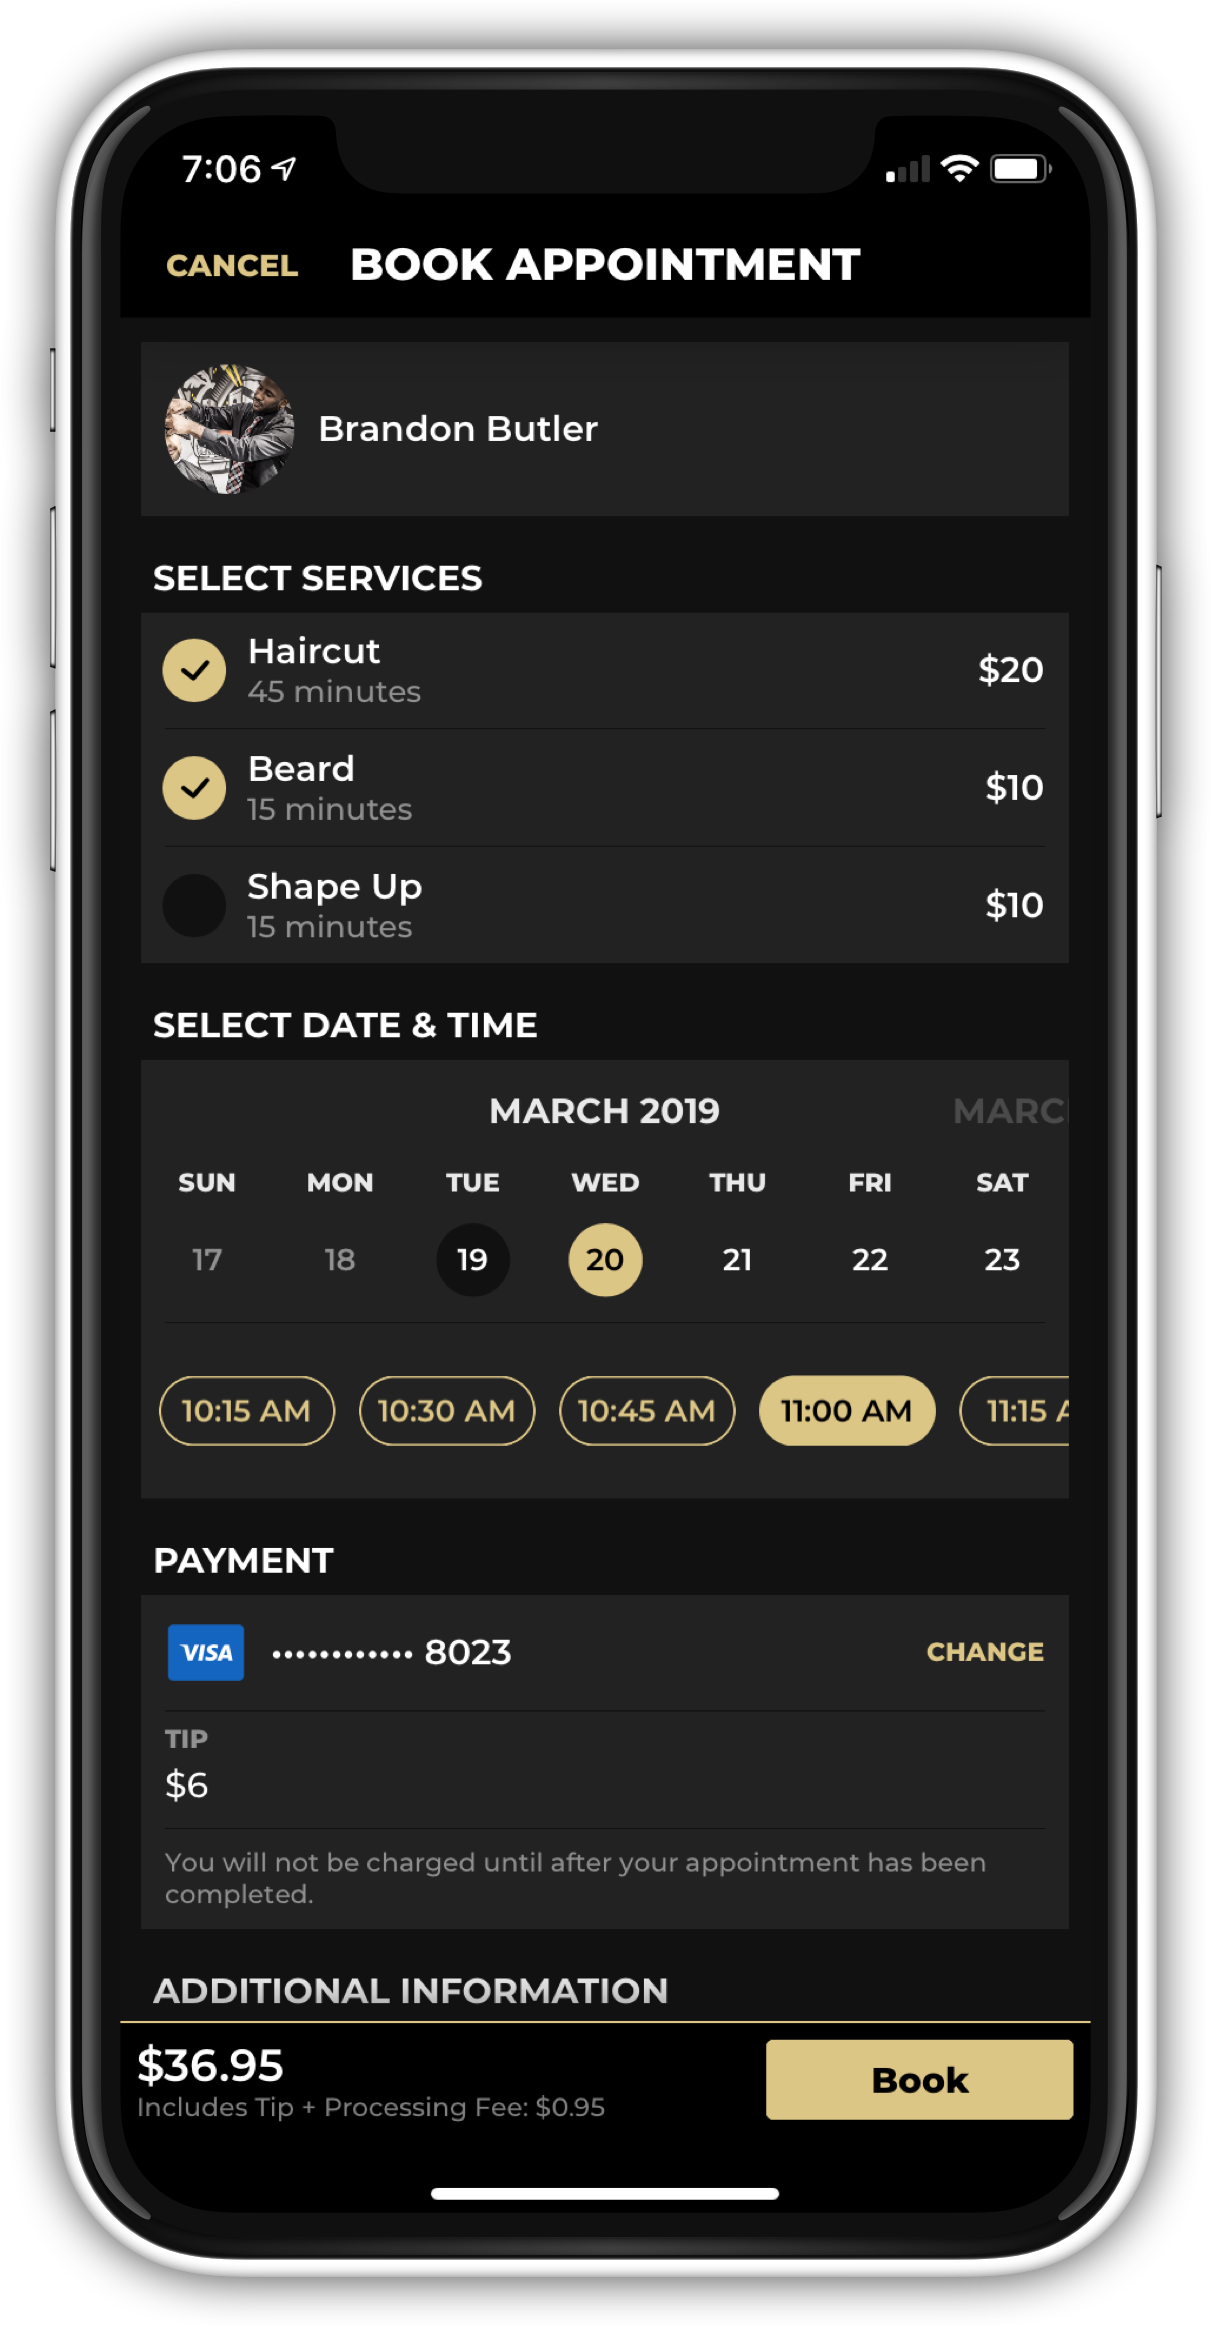 7:06
CANCEL BOOK APPOINTMENT
Brandon Butler
SELECT SERVICES
Haircut
45 minutes
$20
Beard
15 minutes
$10
Shape Up
15 minutes
$10
SELECT DATE & TIME
MARCH 2019 MARC
SUN MON TUE WED THU FRI SAT
17 18 19 20 21 22 23
10:15 AM 10:30 AM 10:45 AM 11:00 AM 11:15 A
PAYMENT
VISA •••••••••••• 8023 CHANGE
TIP
$6
You will not be charged until after your appointment has been
completed.
ADDITIONAL INFORMATION
$36.95
Includes Tip + Processing Fee: $0.95
Book